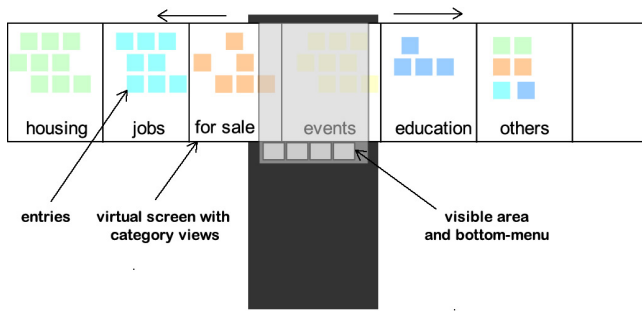 housing
jobs
for sale
events
education
others
entries
virtual screen with
category views
visible area
and bottom-menu